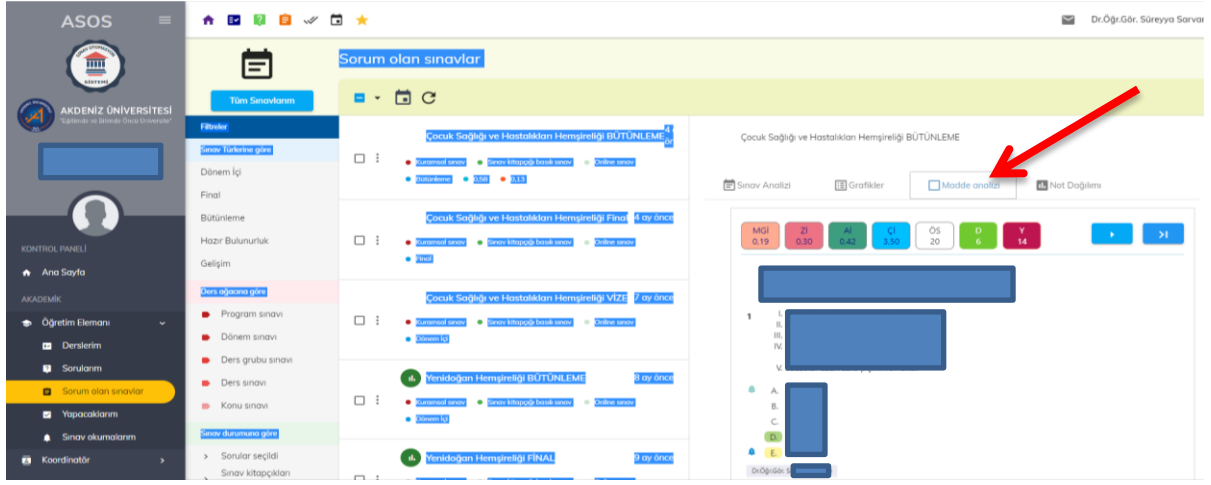 ASOS
AKDENİZ ÜNİVERSİTESİ
"Eğitimde ve Bilimde Öncü Üniversite"
KONTROL PANELİ
Ana Sayfa
AKADEMİK
Öğretim Elemanı
Derslerim
Sorularım
Sorum olan sınavlar
Yapacaklarım
Sınav okumalarım
Koordinatör
Dr.Öğr.Gör. Süreyya Sarvan
Tüm Sınavlarım
Filtreler
Sınav Türlerine göre
Dönem İçi
Final
Bütünleme
Hazır Bulunurluk
Gelişim
Ders ağacına göre
Program sınavı
Dönem sınavı
Ders grubu sınavı
Ders sınavı
Konu sınavı
Sınav durumuna göre
Sorular seçildi
Sınav kitapçıkları
Sorum olan sınavlar
Çocuk Sağlığı ve Hastalıkları Hemşireliği BÜTÜNLEME
Kuramsal sınav Sınav kitapçığı basılı sınav Online sınav
Bütünleme 0,58 0,13
Çocuk Sağlığı ve Hastalıkları Hemşireliği Final 4 ay önce
Kuramsal sınav Sınav kitapçığı basılı sınav Online sınav
Final
Çocuk Sağlığı ve Hastalıkları Hemşireliği VİZE 7 ay önce
Kuramsal sınav Sınav kitapçığı basılı sınav Online sınav
Dönem İçi
Yenidoğan Hemşireliği BÜTÜNLEME 8 ay önce
Kuramsal sınav Sınav kitapçığı basılı sınav Online sınav
Dönem İçi
Yenidoğan Hemşireliği FİNAL 9 ay önce
Çocuk Sağlığı ve Hastalıkları Hemşireliği BÜTÜNLEME
Sınav Analizi Grafikler Madde analizi Not Dağılımı
MGİ Zİ Aİ Çİ ÖS D Y
0.19 0.30 0.42 3.50 20 6 14
1 I.
II.
III.
IV.
V.
A.
B.
C.
D.
E.
Dr.Öğr.Gör. S